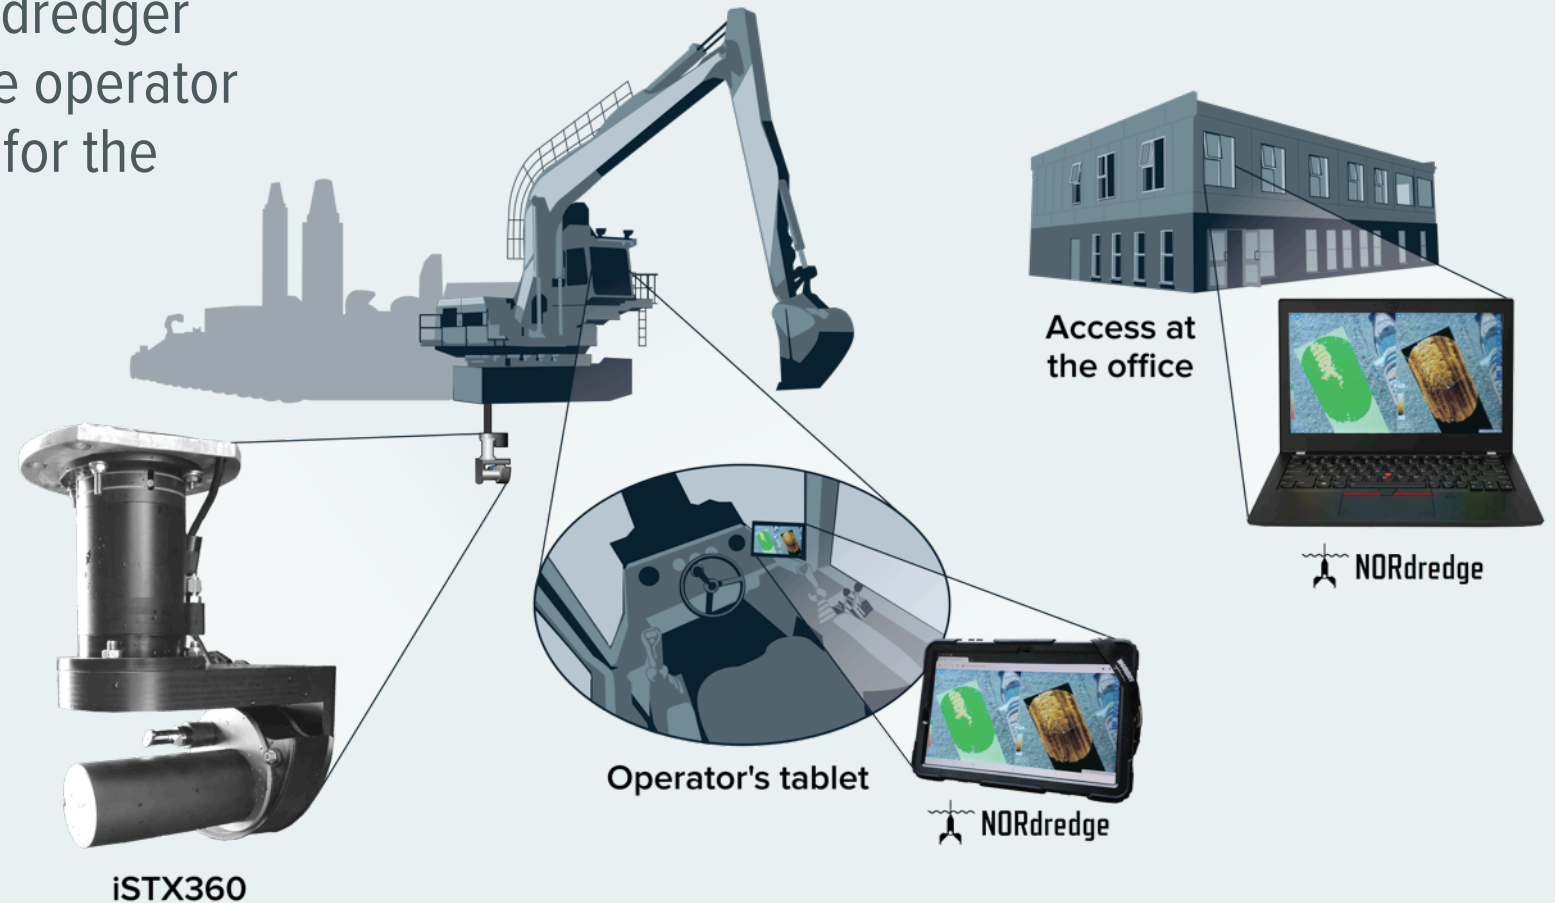 dredger
e operator
for the
Access at
the office
NORdredge
Operator's tablet
NORdredge
iSTX360